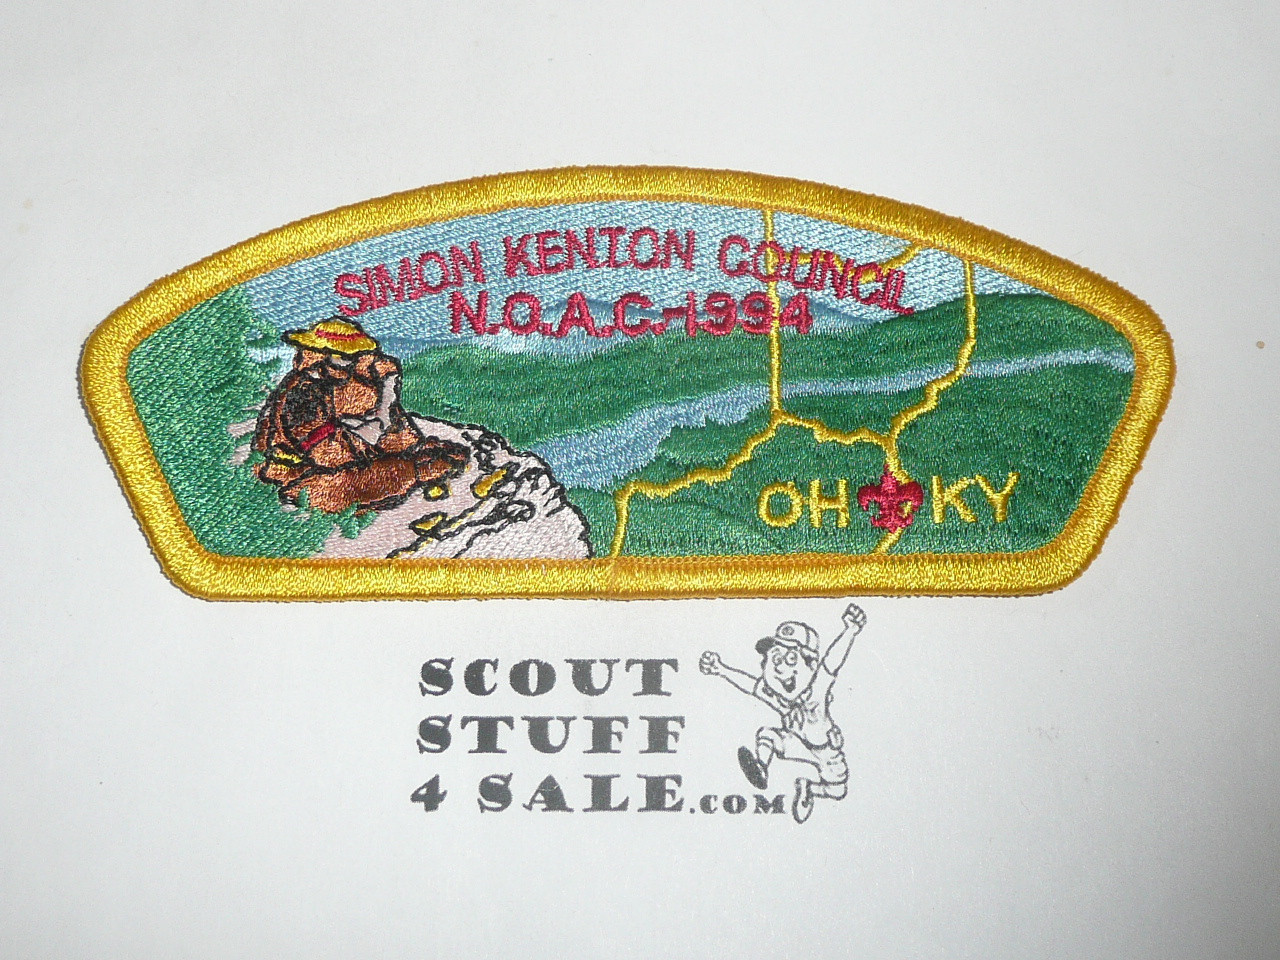 SIMON KENTON COUNCIL
N.O.A.C.-1994
OH KY
SCOUT
STUFF
4 SALE.COM